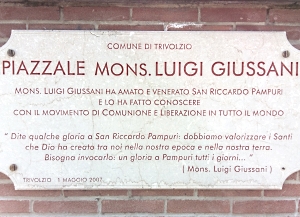 COMUNE DI TRIVOLZIO
PIAZZALE MONS. LUIGI GIUSSANI
MONS. LUIGI GIUSSANI HA AMATO E VENERATO SAN RICCARDO PAMPURI
E LO HA FATTO CONOSCERE
CON IL MOVIMENTO DI COMUNIONE E LIBERAZIONE IN TUTTO IL MONDO
“ Dite qualche gloria a San Riccardo Pampuri: dobbiamo valorizzare i Santi
che Dio ha creato tra noi nella nostra epoca e nella nostra terra.
Bisogna invocarlo: un gloria a Pampuri tutti i giorni...”
( Mons. Luigi Giussani )
TRIVOLZIO 1 MAGGIO 2007